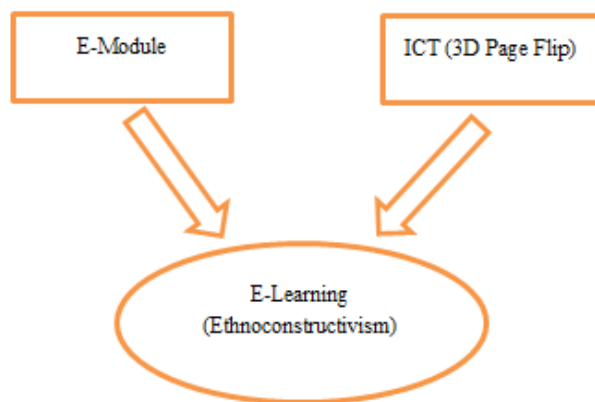 E-Module
ICT (3D Page Flip)
E-Learning
(Ethnoconstructivism)